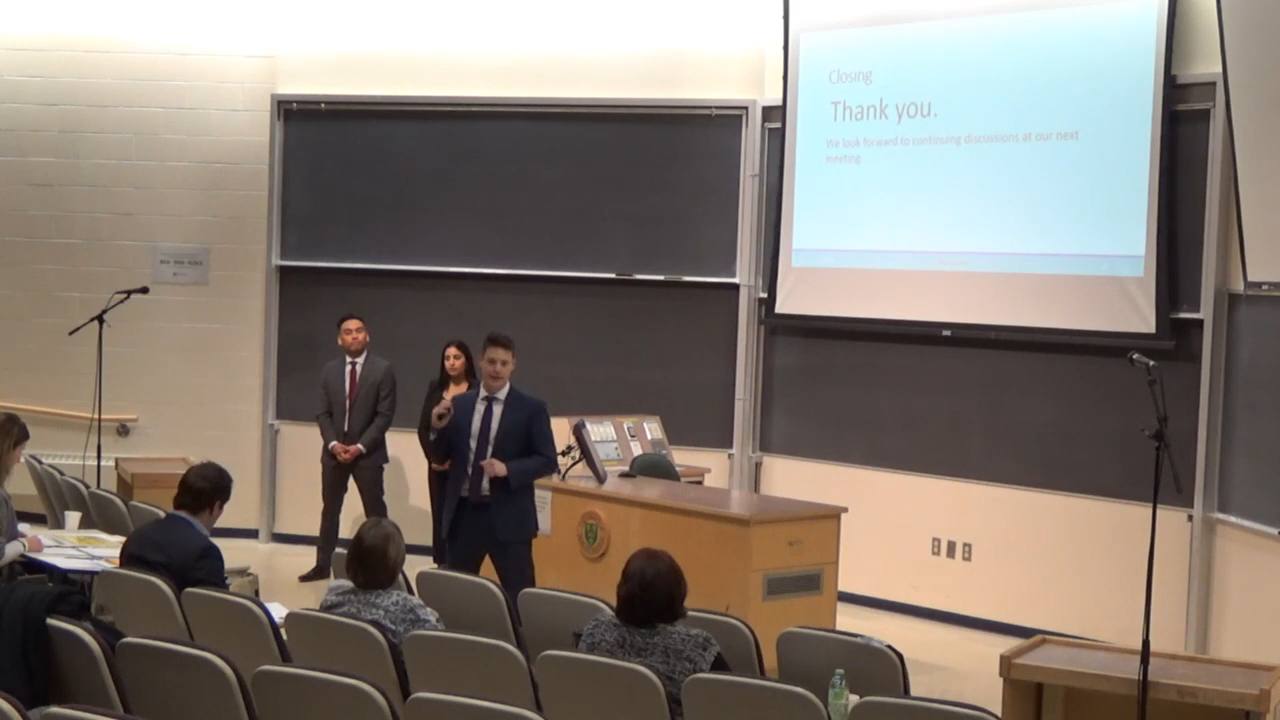 Closing
Thank you.
We look forward to continuing discussions at our next
meeting.